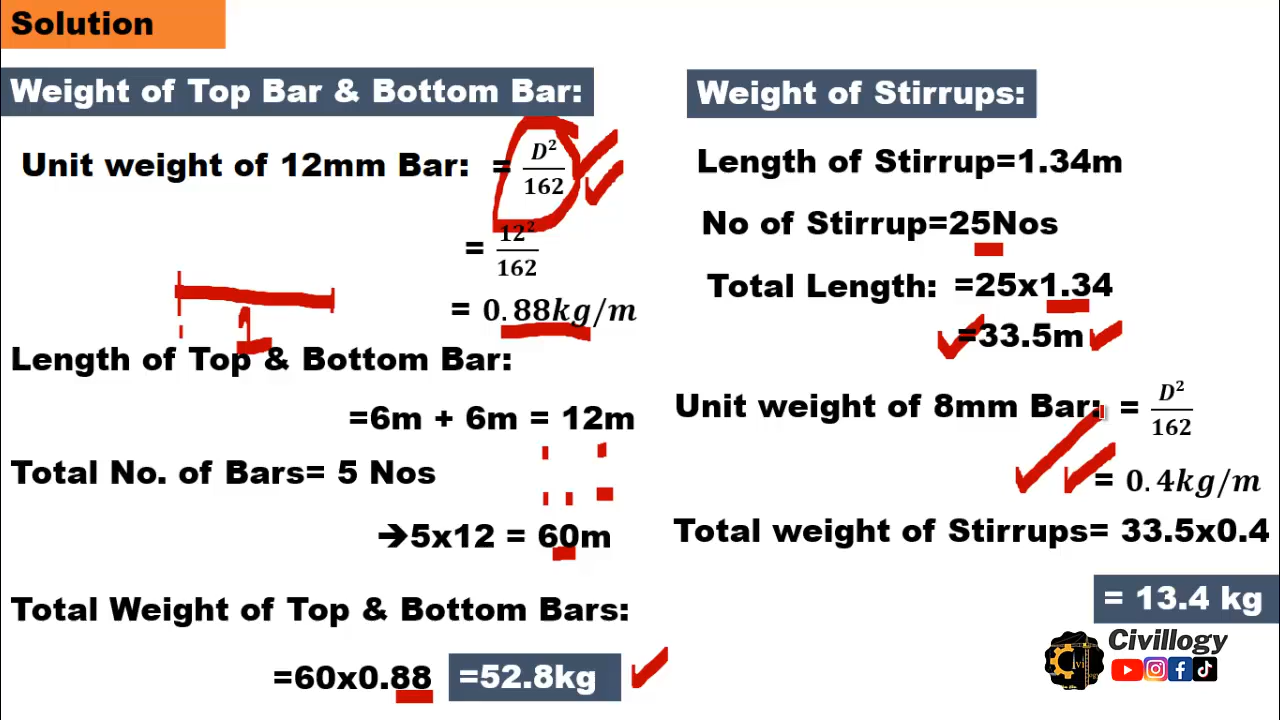 Solution
Weight of Top Bar & Bottom Bar:
Unit weight of 12mm Bar: = D²/162
= 12²/162
= 0.88kg/m
1
Length of Top & Bottom Bar:
=6m + 6m = 12m
Total No. of Bars= 5 Nos
➔5x12 = 60m
Total Weight of Top & Bottom Bars:
=60x0.88 =52.8kg
Weight of Stirrups:
Length of Stirrup=1.34m
No of Stirrup=25Nos
Total Length: =25x1.34
=33.5m
Unit weight of 8mm Bar: = D²/162
= 0.4kg/m
Total weight of Stirrups= 33.5x0.4
= 13.4 kg
Civillogy